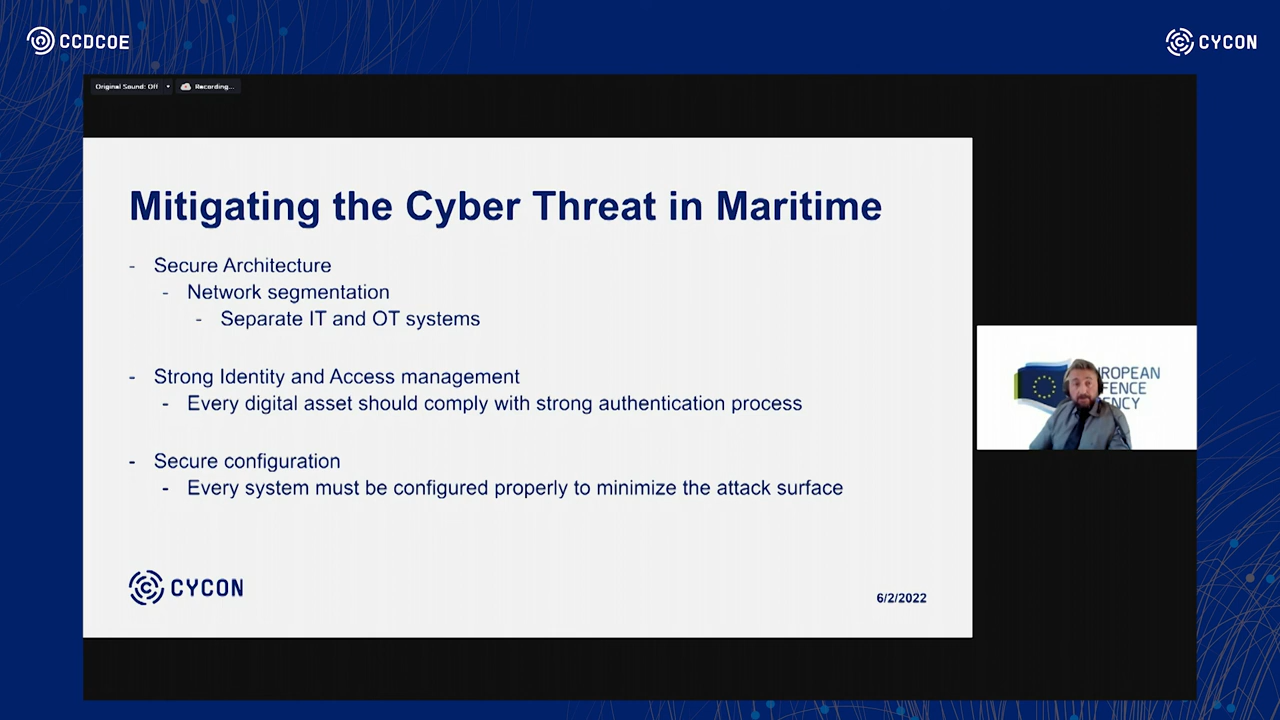 CCDCOE
CYCON
Original Sound: Off
Recording...
Mitigating the Cyber Threat in Maritime
- Secure Architecture
- Network segmentation
- Separate IT and OT systems
- Strong Identity and Access management
- Every digital asset should comply with strong authentication process
- Secure configuration
- Every system must be configured properly to minimize the attack surface
CYCON
6/2/2022
UROPEAN
FENCE
ENCY